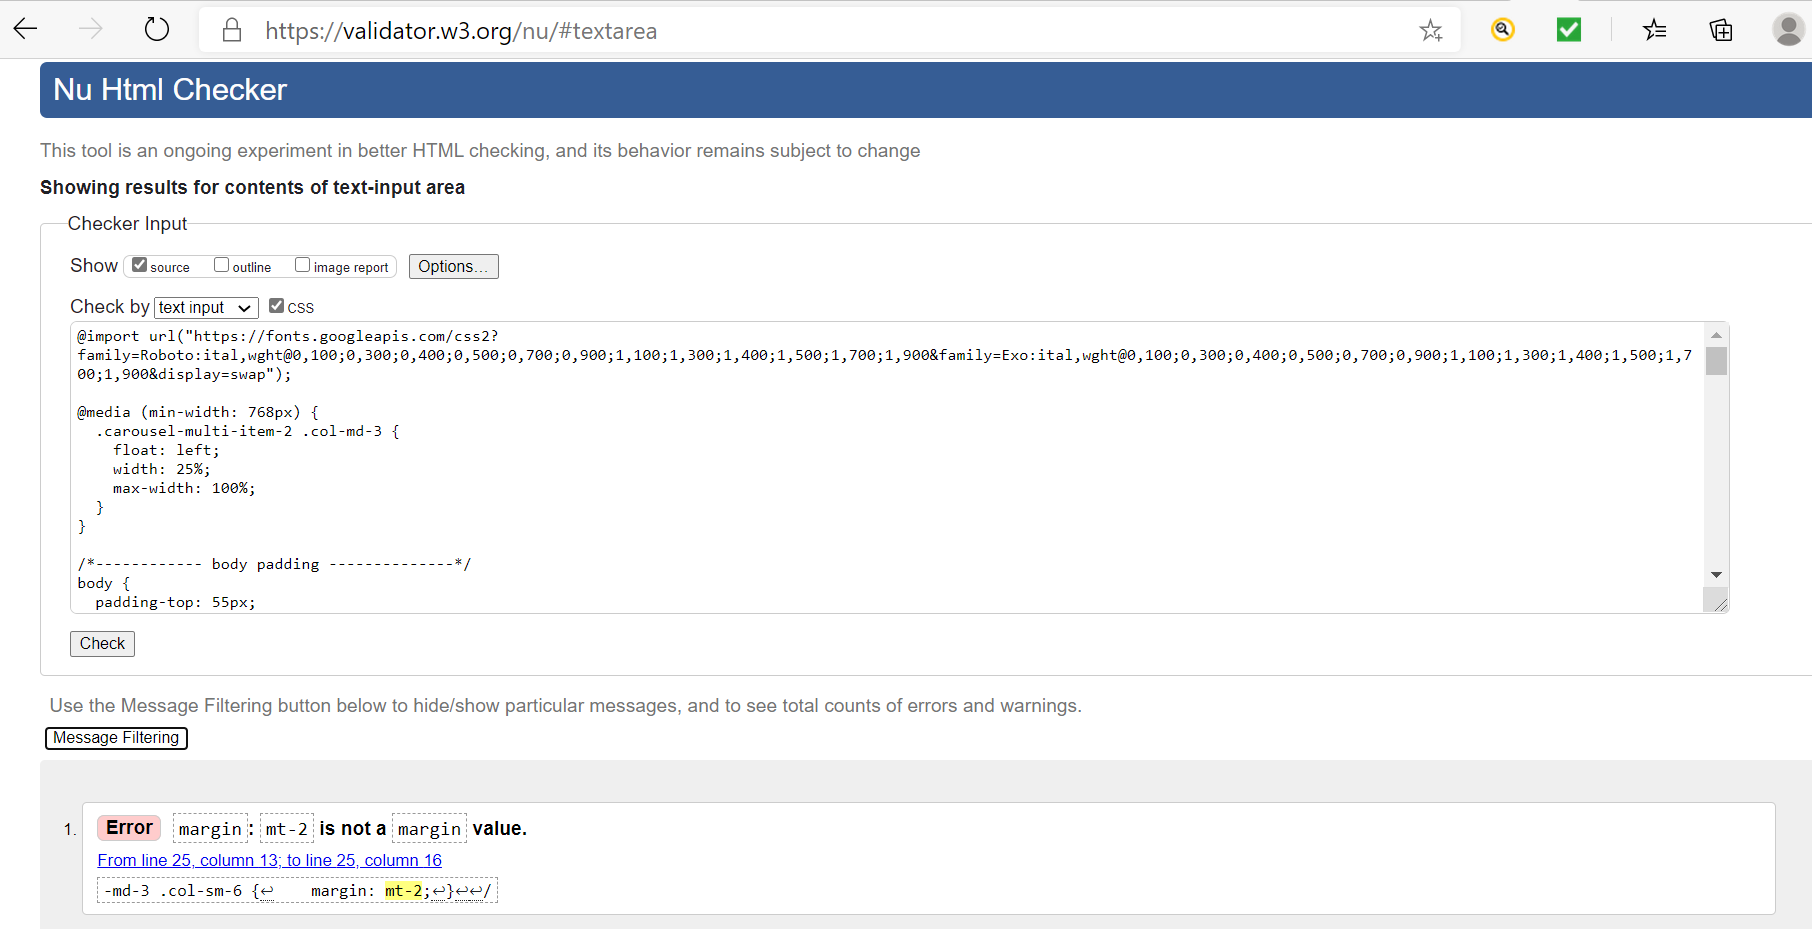 https://validator.w3.org/nu/#textarea
Nu Html Checker
This tool is an ongoing experiment in better HTML checking, and its behavior remains subject to change
Showing results for contents of text-input area
Checker Input
Show source outline image report Options...
Check by text input CSS
@import url("https://fonts.googleapis.com/css2?
family=Roboto:ital,wght@0,100;0,300;0,400;0,500;0,700;0,900;1,100;1,300;1,400;1,500;1,700;1,900&family=Exo:ital,wght@0,100;0,300;0,400;0,500;0,700;0,900;1,100;1,300;1,400;1,500;1,7
00;1,900&display=swap");
@media (min-width: 768px) {
.carousel-multi-item-2 .col-md-3 {
float: left;
width: 25%;
max-width: 100%;
}
}
/*------------ body padding --------------*/
body {
padding-top: 55px;
Check
Use the Message Filtering button below to hide/show particular messages, and to see total counts of errors and warnings.
Message Filtering
1. Error margin: mt-2 is not a margin value.
From line 25, column 13; to line 25, column 16
-md-3 .col-sm-6 {↩ margin: mt-2;↩}↩↩/